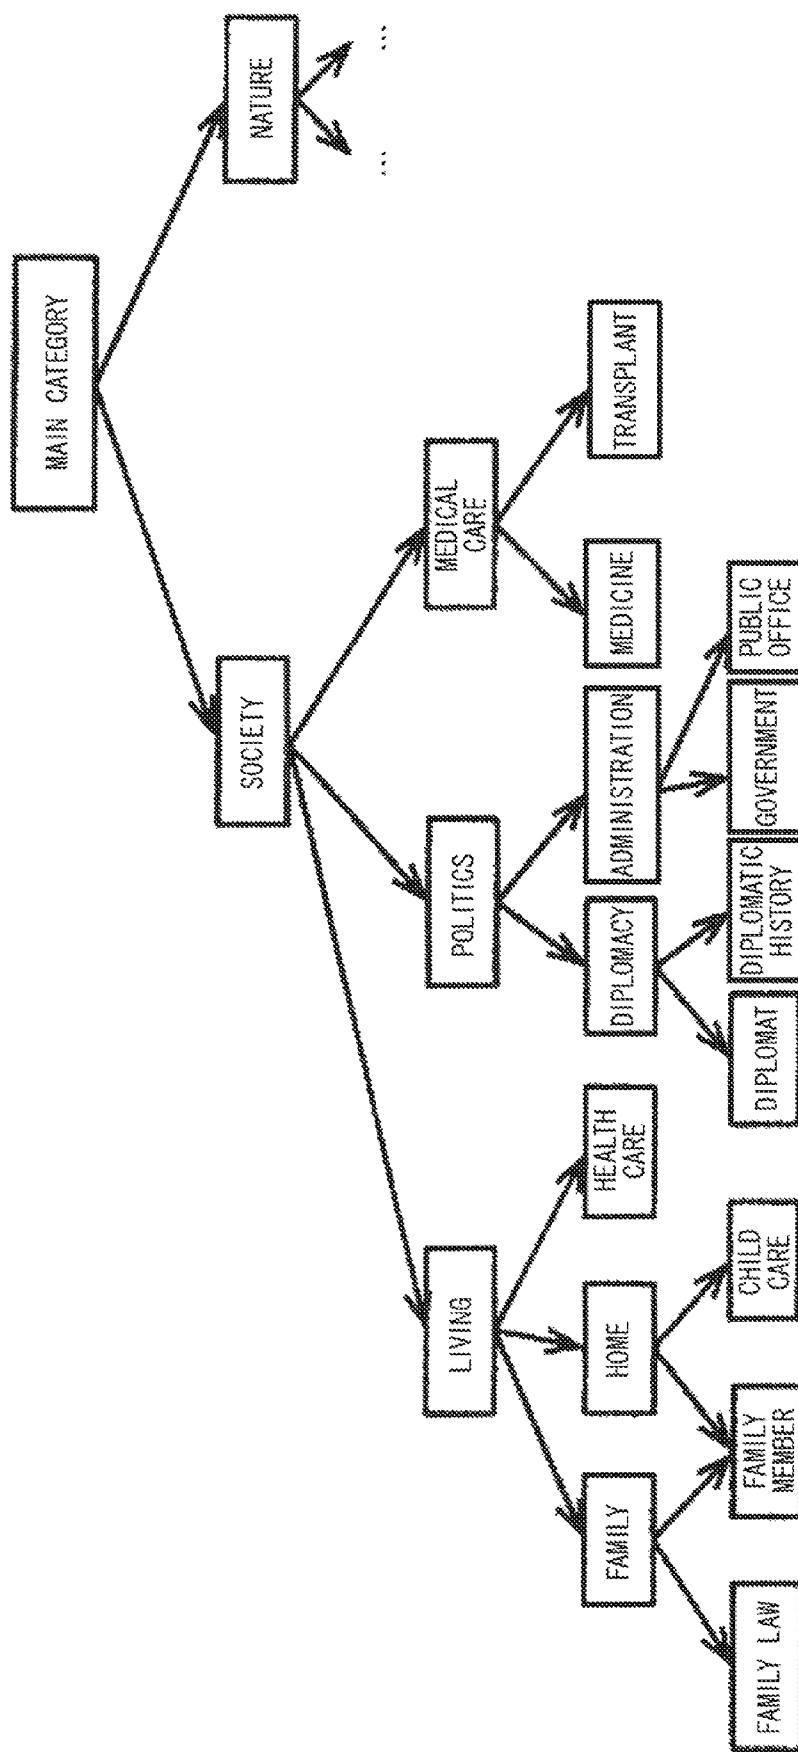 MAIN CATEGORY
SOCIETY
NATURE
...
...
LIVING
POLITICS
MEDICAL
CARE
FAMILY
HOME
HEALTH
CARE
DIPLOMACY
ADMINISTRATION
MEDICINE
TRANSPLANT
FAMILY LAW
FAMILY
MEMBER
CHILD
CARE
DIPLOMAT
DIPLOMATIC
HISTORY
GOVERNMENT
PUBLIC
OFFICE